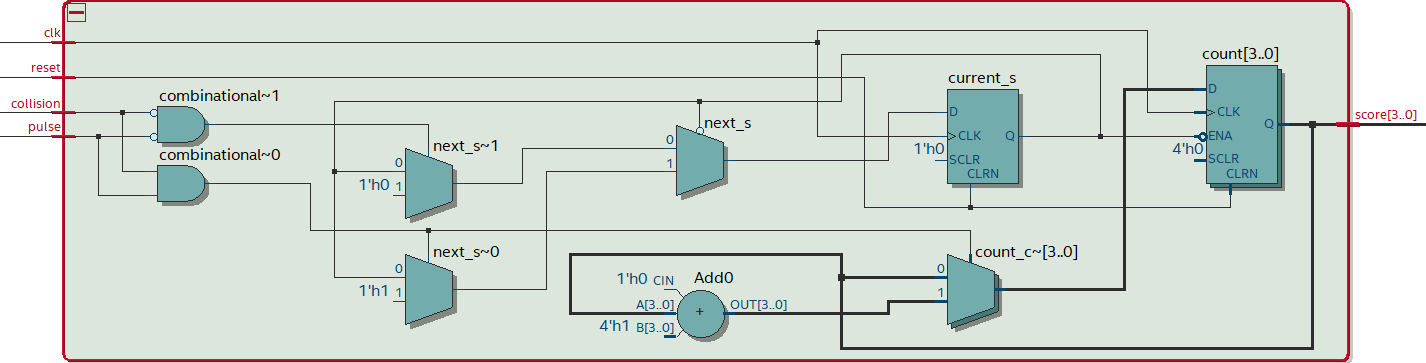 clk
reset
collision
pulse
combinational~1
combinational~0
next_s~1
0
1'h0
1
next_s~0
0
1'h1
1
next_s
0
1
1'h0 CIN
Add0
A[3..0]
+
OUT[3..0]
4'h1 B[3..0]
current_s
D
CLK
Q
1'h0
SCLR
CLRN
count_c~[3..0]
0
1
count[3..0]
D
CLK
Q
ENA
4'h0
SCLR
CLRN
score[3..0]